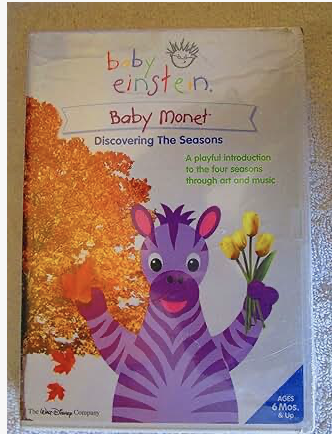 baby
einstein.
Baby Monet
Discovering The Seasons
A playful introduction
to the four seasons
through art and music
AGES
6 Mos.
& Up
The Walt Disney Company